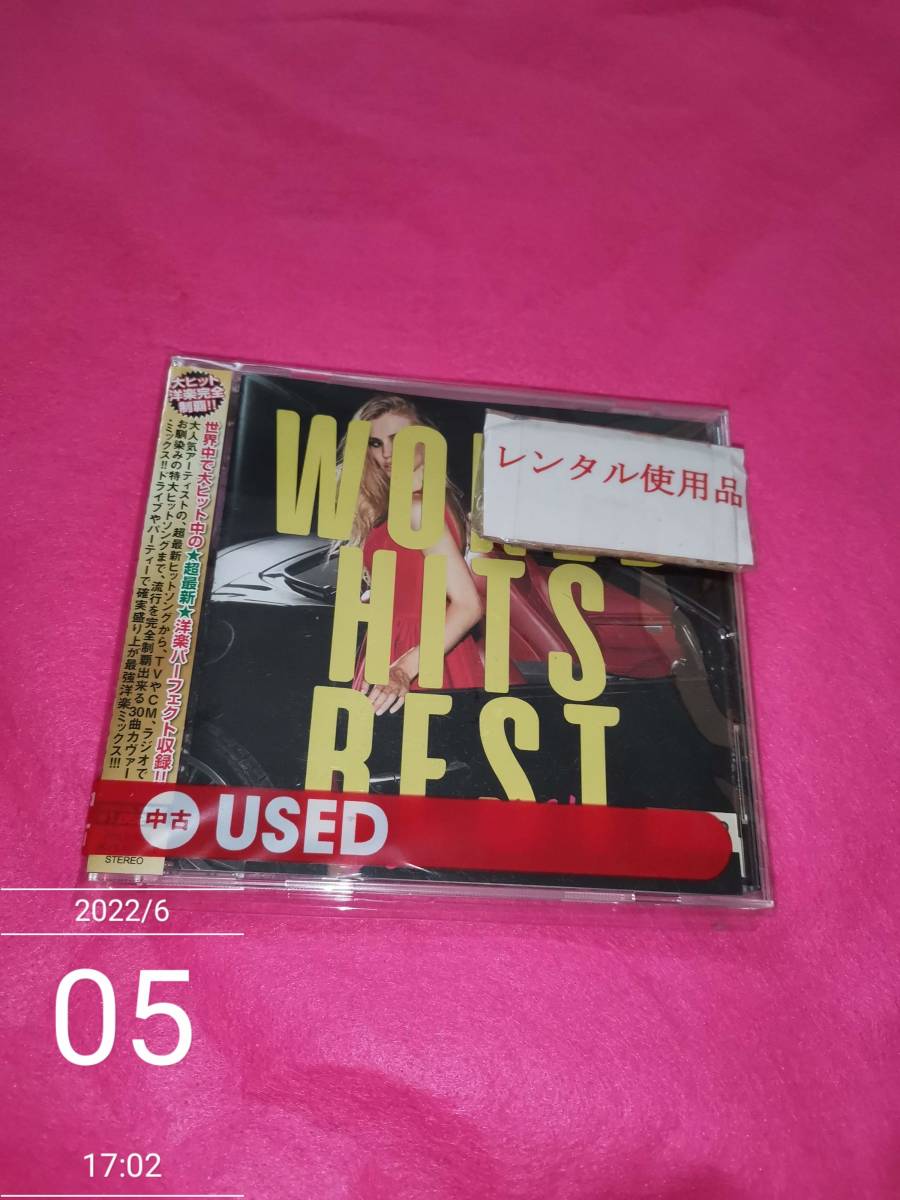 大ヒット
洋楽完全
制覇!!
世界中で大ヒット中の★超最新★洋楽パーフェクト収録!!
大人気アーティストの、超最新ヒットソングから、TVやCM、ラジオで
お馴染みの特大ヒットソングまで、流行を完全制覇出来る30曲カヴァー
・ミックス!!ドライブやパーティーで確実盛り上が最強洋楽ミックス!!!
レンタル使用品
HITS
BEST
中古 USED
STEREO
2022/6
05
17:02